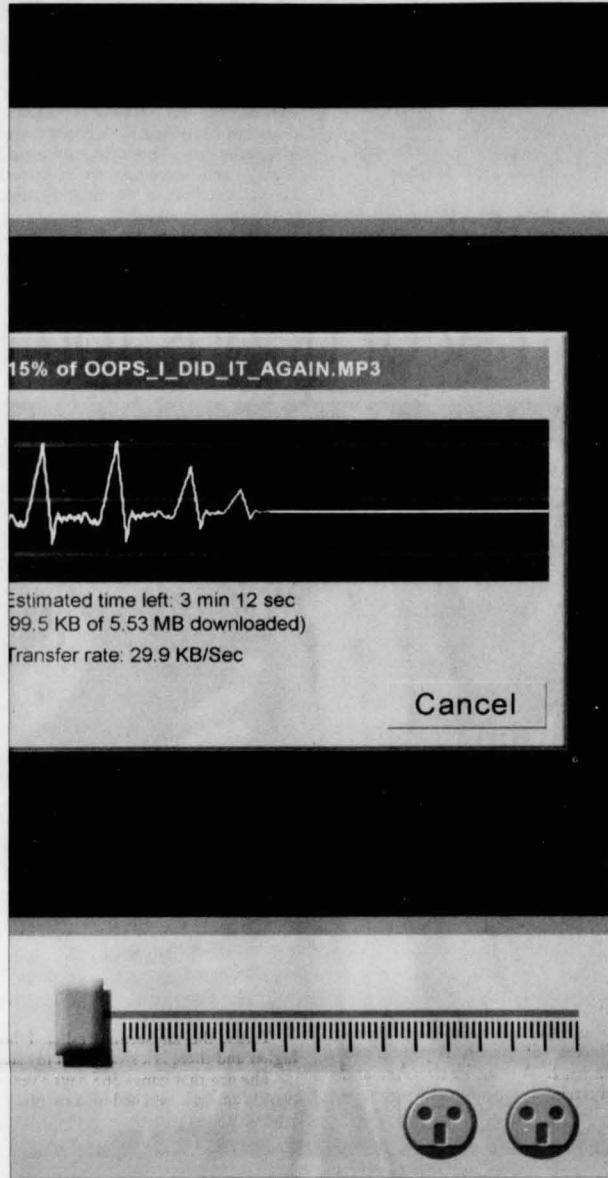 15% of OOPS_I_DID_IT_AGAIN.MP3
Estimated time left: 3 min 12 sec
99.5 KB of 5.53 MB downloaded)
Transfer rate: 29.9 KB/Sec
Cancel